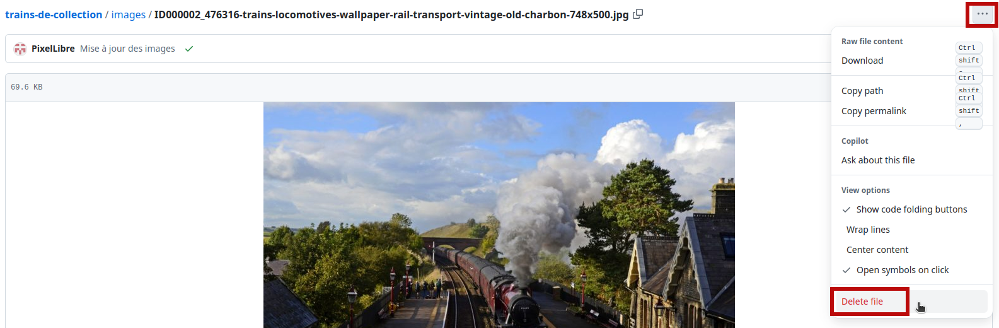 trains-de-collection / images / ID000002_476316-trains-locomotives-wallpaper-rail-transport-vintage-old-charbon-748x500.jpg
...
PixelLibre Mise à jour des images
69.6 KB
Raw file content
Download Ctrl shift
Copy path Ctrl shift
Copy permalink Ctrl shift ,
Copilot
Ask about this file
View options
Show code folding buttons
Wrap lines
Center content
Open symbols on click
Delete file